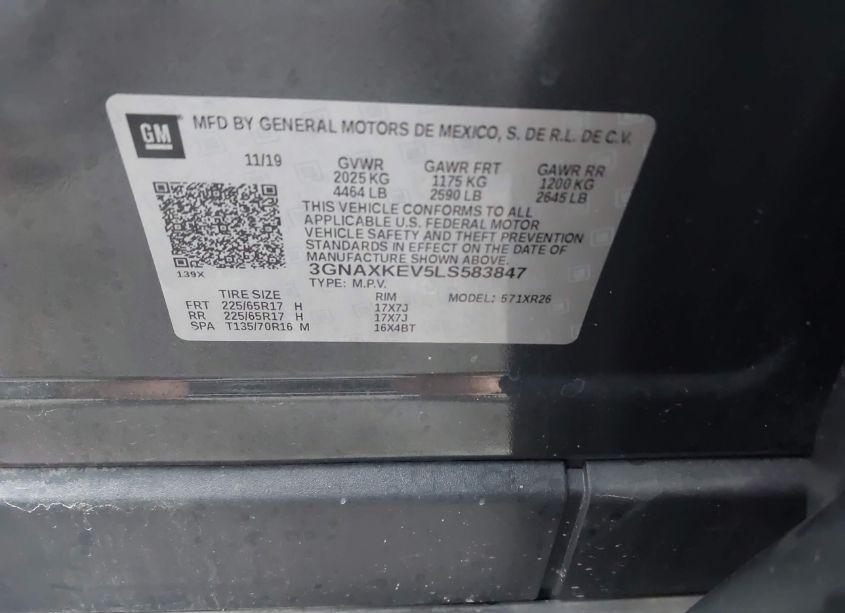 GM MFD BY GENERAL MOTORS DE MEXICO, S. DE R.L. DE C.V.
11/19 GVWR GAWR FRT GAWR RR
2025 KG 1175 KG 1200 KG
4464 LB 2590 LB 2645 LB
THIS VEHICLE CONFORMS TO ALL
APPLICABLE U.S. FEDERAL MOTOR
VEHICLE SAFETY AND THEFT PREVENTION
STANDARDS IN EFFECT ON THE DATE OF
MANUFACTURE SHOWN ABOVE.
139X 3GNAXKEV5LS583847
TYPE: M.P.V.
TIRE SIZE RIM MODEL: 571XR26
FRT 225/65R17 H 17X7J
RR 225/65R17 H 17X7J
SPA T135/70R16 M 16X4BT